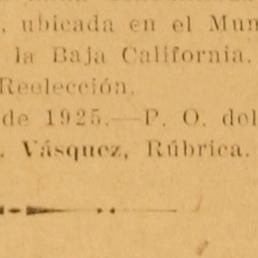 , ubicada en el Mun
la Baja California.
Reelección.
de 1925.—P. O. del
. Vásquez, Rúbrica.